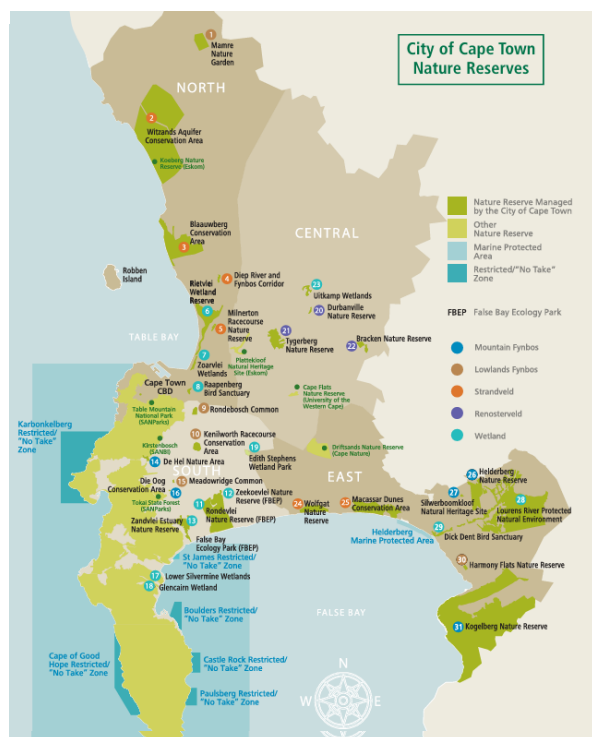 City of Cape Town
Nature Reserves
1
Mamre
Nature
Garden
NORTH
2
Witzands Aquifer
Conservation Area
Koeberg Nature
Reserve (Eskom)
Blaauwberg
Conservation
Area
3
CENTRAL
Robben
Island
4
Diep River and
Fynbos Corridor
Rietvlei
Wetland
Reserve
6
23
Uitkamp Wetlands
20
Durbanville
Nature Reserve
Milnerton
Racecourse
Nature
Reserve
5
21
Tygerberg
Nature Reserve
22
Bracken Nature Reserve
TABLE BAY
7
Zoarvlei
Wetlands
Plattekloof
Natural Heritage
Site (Eskom)
Cape Town
CBD
8
Raapenberg
Bird Sanctuary
Cape Flats
Nature Reserve
(University of the
Western Cape)
Table Mountain
National Park
(SANParks)
9
Rondebosch Common
Karbonkelberg
Restricted/
"No Take"
Zone
Kirstenbosch
(SANBI)
10
Kenilworth Racecourse
Conservation
Area
19
Edith Stephens
Wetland Park
Driftsands Nature Reserve
(Cape Nature)
14
De Hel Nature Area
SOUTH
EAST
Die Oog
Conservation Area
16
15
Meadowridge Common
Tokai State Forest
(SANParks)
12
Zeekoevlei Nature
Reserve (FBEP)
11
Rondevlei
Nature Reserve (FBEP)
Zandvlei Estuary
Nature Reserve
13
24
Wolfgat
Nature
Reserve
25
Macassar Dunes
Conservation Area
False Bay
Ecology Park (FBEP)
St James Restricted/
"No Take" Zone
17
Lower Silvermine Wetlands
18
Glencairn Wetland
Boulders Restricted/
"No Take" Zone
Cape of Good
Hope Restricted/
"No Take" Zone
Castle Rock Restricted/
"No Take" Zone
Paulsberg Restricted/
"No Take" Zone
FALSE BAY
Helderberg
Marine Protected Area
26
Helderberg
Nature Reserve
27
Silwerboomkloof
Natural Heritage Site
28
Lourens River Protected
Natural Environment
29
Dick Dent Bird Sanctuary
30
Harmony Flats Nature Reserve
31
Kogelberg Nature Reserve
N
W
E
S
Nature Reserve Managed
by the City of Cape Town
Other
Nature Reserve
Marine Protected
Area
Restricted/"No Take"
Zone
FBEP False Bay Ecology Park
Mountain Fynbos
Lowlands Fynbos
Strandveld
Renosterveld
Wetland